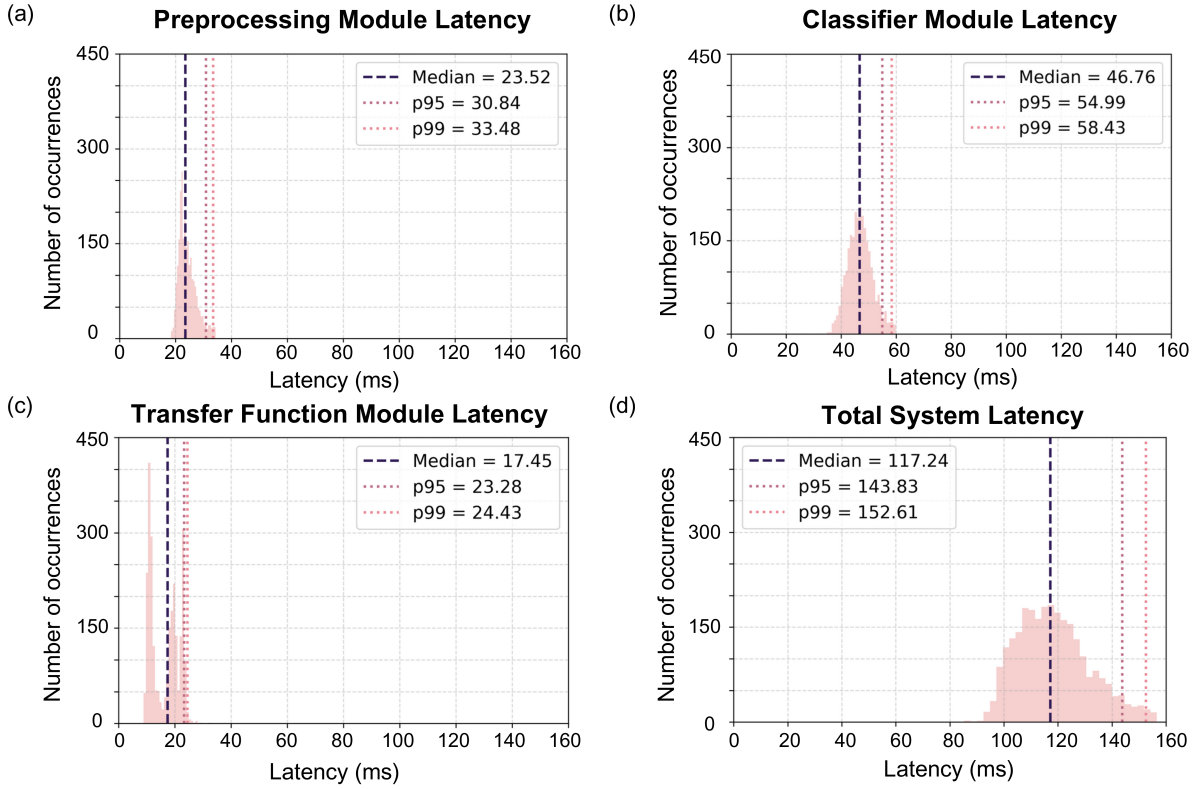 (a)
Preprocessing Module Latency
Number of occurrences
450
300
150
0
Median = 23.52
p95 = 30.84
p99 = 33.48
0 20 40 60 80 100 120 140 160
Latency (ms)
(b)
Classifier Module Latency
Number of occurrences
450
300
150
0
Median = 46.76
p95 = 54.99
p99 = 58.43
0 20 40 60 80 100 120 140 160
Latency (ms)
(c)
Transfer Function Module Latency
Number of occurrences
450
300
150
0
Median = 17.45
p95 = 23.28
p99 = 24.43
0 20 40 60 80 100 120 140 160
Latency (ms)
(d)
Total System Latency
Number of occurrences
450
300
150
0
Median = 117.24
p95 = 143.83
p99 = 152.61
0 20 40 60 80 100 120 140 160
Latency (ms)